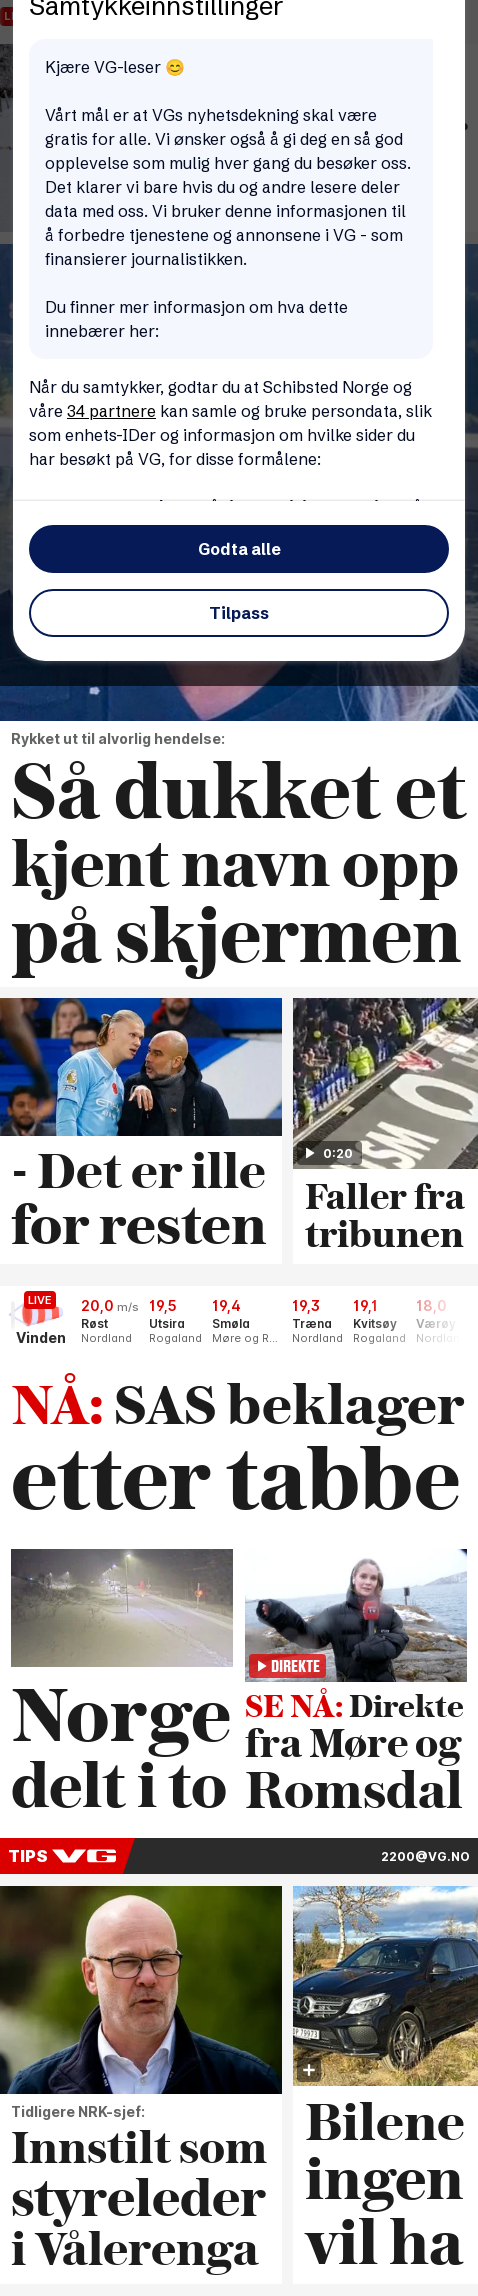 Samtykkeinnstillinger
Kjære VG-leser 😊
Vårt mål er at VGs nyhetsdekning skal være
gratis for alle. Vi ønsker også å gi deg en så god
opplevelse som mulig hver gang du besøker oss.
Det klarer vi bare hvis du og andre lesere deler
data med oss. Vi bruker denne informasjonen til
å forbedre tjenestene og annonsene i VG - som
finansierer journalistikken.
Du finner mer informasjon om hva dette
innebærer her:
Når du samtykker, godtar du at Schibsted Norge og
våre 34 partnere kan samle og bruke persondata, slik
som enhets-IDer og informasjon om hvilke sider du
har besøkt på VG, for disse formålene:
Godta alle
Tilpass
Rykket ut til alvorlig hendelse:
Så dukket et
kjent navn opp
på skjermen
- Det er ille
for resten
0:20
Faller fra
tribunen
LIVE
Vinden
20,0 m/s
Røst
Nordland
19,5
Utsira
Rogaland
19,4
Smøla
Møre og R...
19,3
Træna
Nordland
19,1
Kvitsøy
Rogaland
18,0
Værøy
NÅ: SAS beklager
etter tabbe
Norge
delt i to
DIREKTE
SE NÅ: Direkte
fra Møre og
Romsdal
TIPS VG
2200@VG.NO
Tidligere NRK-sjef:
Innstilt som
styreleder
i Vålerenga
Bilene
ingen
vil ha